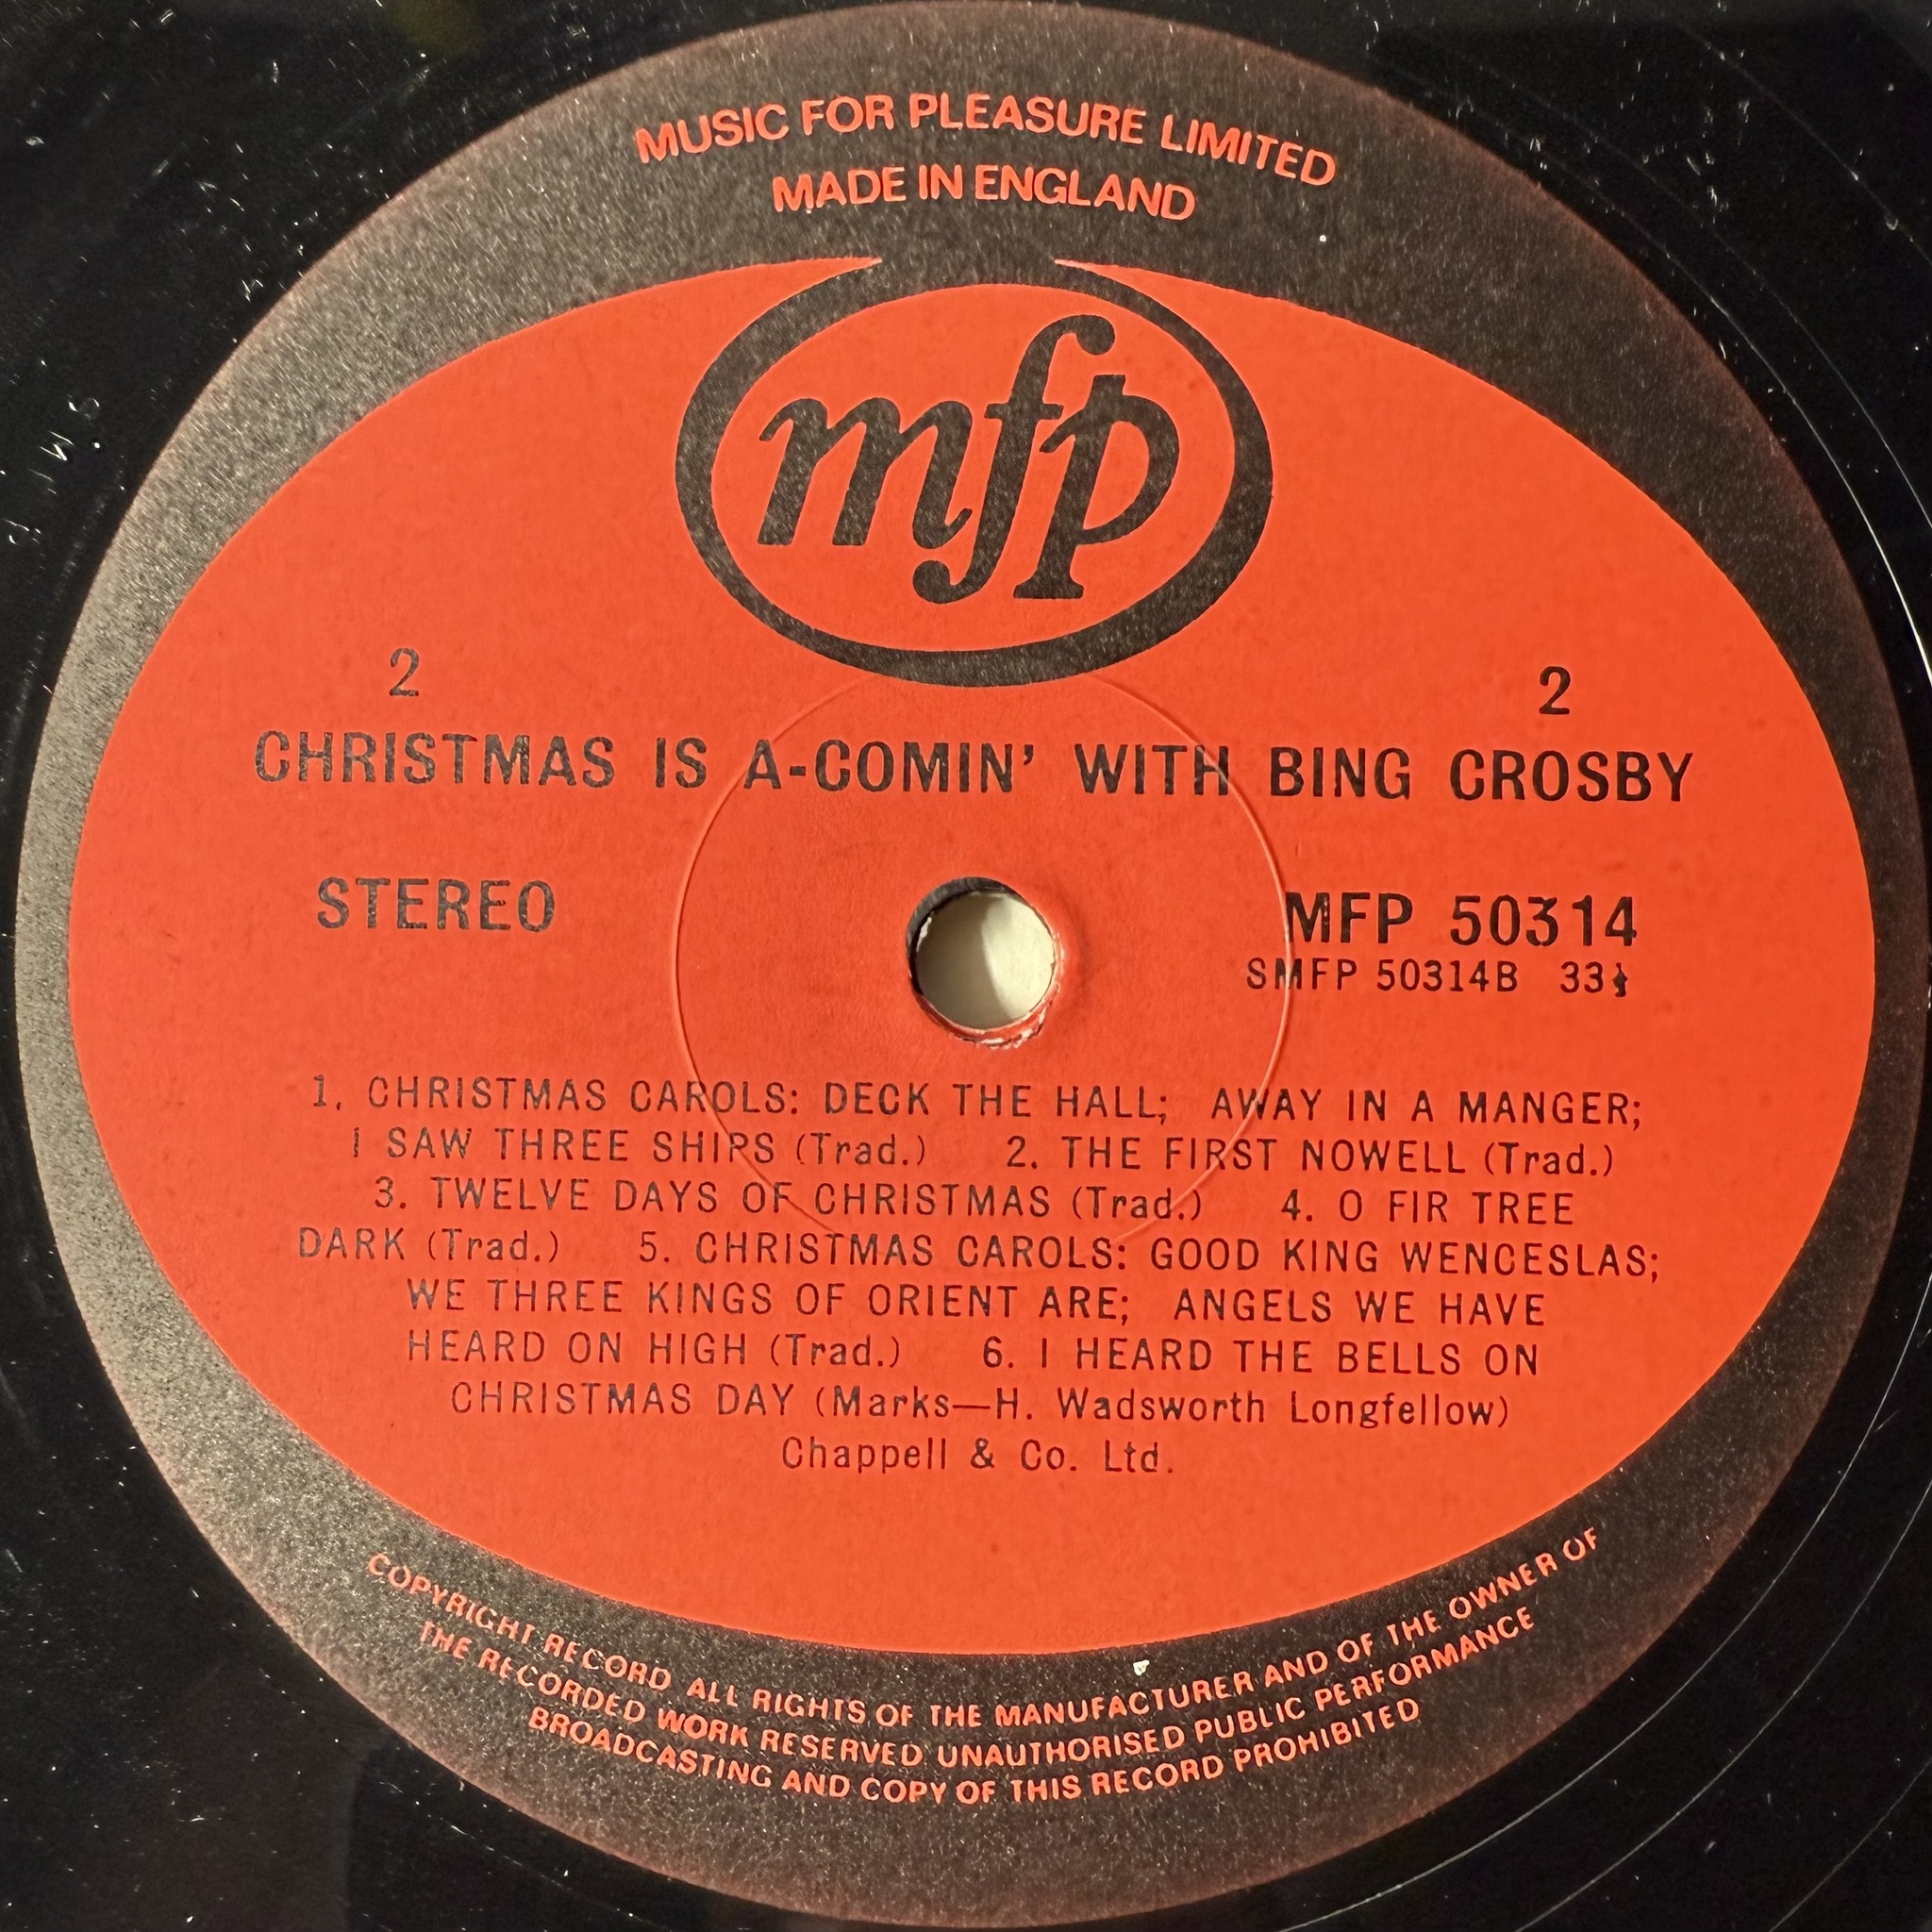 MUSIC FOR PLEASURE LIMITED
MADE IN ENGLAND
mfp
2 2
CHRISTMAS IS A-COMIN' WITH BING CROSBY
STEREO MFP 50314
SMFP 50314B 33⅓
1. CHRISTMAS CAROLS: DECK THE HALL; AWAY IN A MANGER;
I SAW THREE SHIPS (Trad.) 2. THE FIRST NOWELL (Trad.)
3. TWELVE DAYS OF CHRISTMAS (Trad.) 4. O FIR TREE
DARK (Trad.) 5. CHRISTMAS CAROLS: GOOD KING WENCESLAS;
WE THREE KINGS OF ORIENT ARE; ANGELS WE HAVE
HEARD ON HIGH (Trad.) 6. I HEARD THE BELLS ON
CHRISTMAS DAY (Marks—H. Wadsworth Longfellow)
Chappell & Co. Ltd.
COPYRIGHT RECORD ALL RIGHTS OF THE MANUFACTURER AND OF THE OWNER OF
THE RECORDED WORK RESERVED UNAUTHORISED PUBLIC PERFORMANCE
BROADCASTING AND COPY OF THIS RECORD PROHIBITED